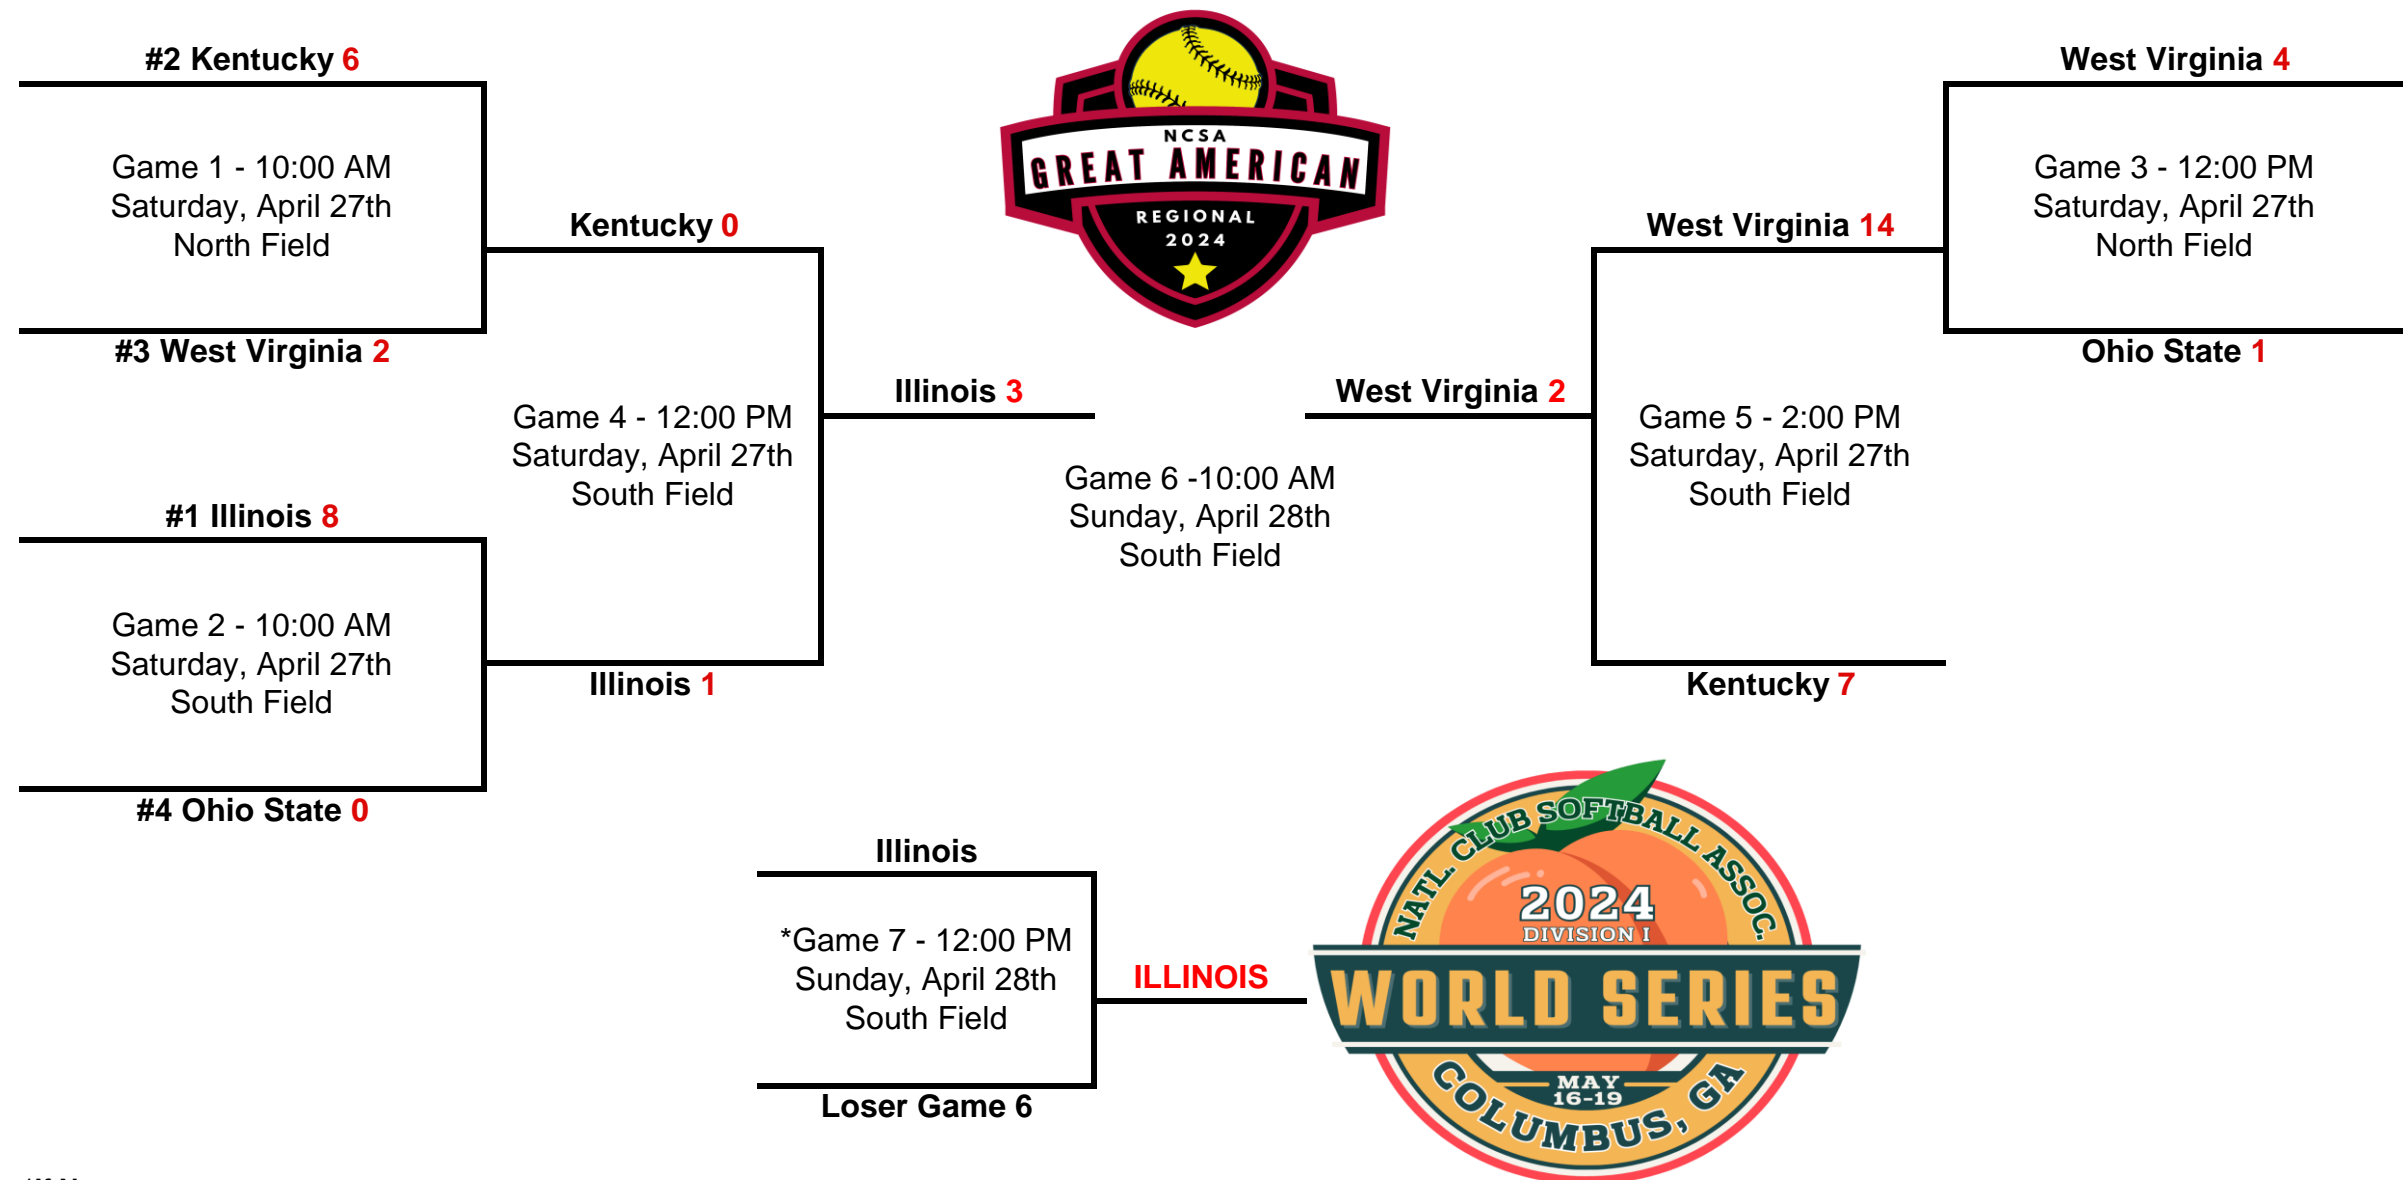 #2 Kentucky 6
Game 1 - 10:00 AM
Saturday, April 27th
North Field
#3 West Virginia 2
#1 Illinois 8
Game 2 - 10:00 AM
Saturday, April 27th
South Field
#4 Ohio State 0
Kentucky 0
Game 4 - 12:00 PM
Saturday, April 27th
South Field
Illinois 1
Illinois 3
NCSA
GREAT AMERICAN
REGIONAL
2024
West Virginia 2
Game 6 -10:00 AM
Sunday, April 28th
South Field
West Virginia 14
Game 5 - 2:00 PM
Saturday, April 27th
South Field
Kentucky 7
West Virginia 4
Game 3 - 12:00 PM
Saturday, April 27th
North Field
Ohio State 1
Illinois
*Game 7 - 12:00 PM
Sunday, April 28th
South Field
Loser Game 6
ILLINOIS
NATL. CLUB SOFTBALL ASSOC.
2024
DIVISION I
WORLD SERIES
MAY
16-19
COLUMBUS, GA